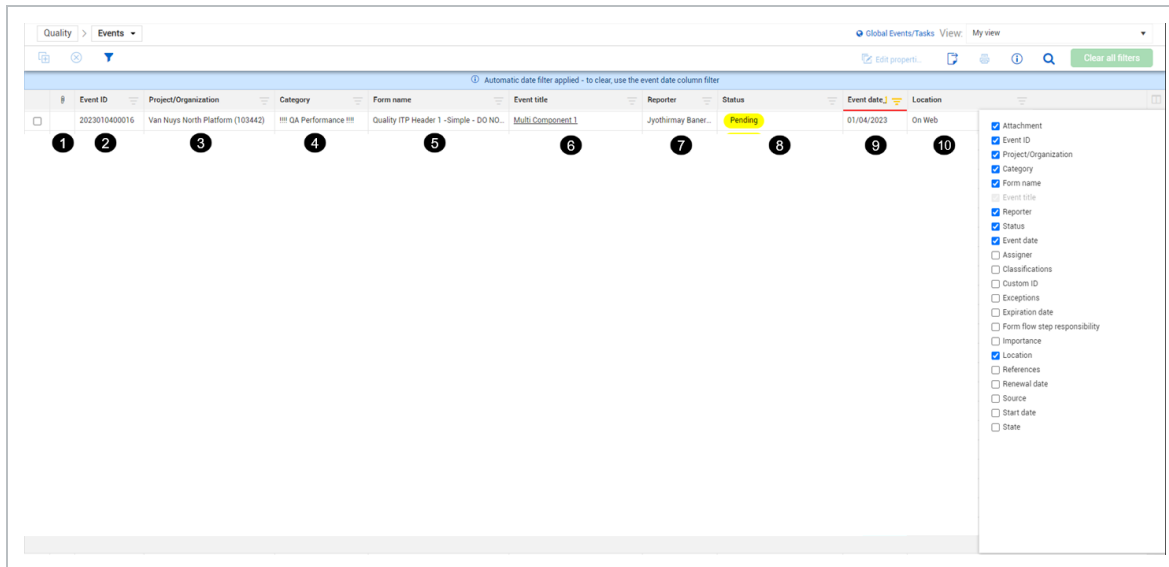 Quality > Events
Global Events/Tasks View: My view
Edit properti...
Clear all filters
Automatic date filter applied - to clear, use the event date column filter
Event ID Project/Organization Category Form name Event title Reporter Status Event date Location
2023010400016 Van Nuys North Platform (103442) !!!! QA Performance !!!! Quality ITP Header 1 -Simple - DO NO... Multi Component 1 Jyothirmay Baner... Pending 01/04/2023 On Web
1 2 3 4 5 6 7 8 9 10
Attachment
Event ID
Project/Organization
Category
Form name
Event title
Reporter
Status
Event date
Assigner
Classifications
Custom ID
Exceptions
Expiration date
Form flow step responsibility
Importance
Location
References
Renewal date
Source
Start date
State